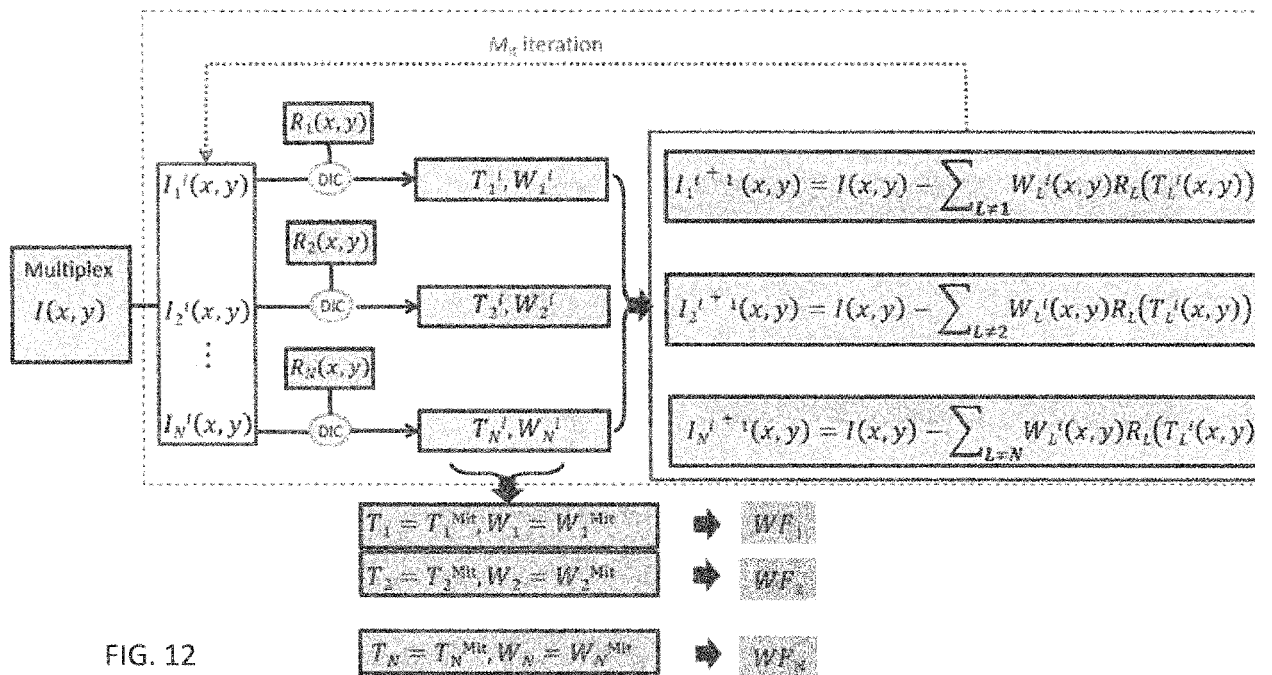 M_it iteration
R_1(x, y)
I_1^i(x, y)
DIC
T_1^i, W_1^i
I_1^{i + 1}(x, y) = I(x, y) − ∑_{L≠1} W_L^i(x, y)R_L(T_L^i(x, y))
Multiplex
I(x, y)
R_2(x, y)
I_2^i(x, y)
DIC
T_2^i, W_2^i
I_2^{i + 1}(x, y) = I(x, y) − ∑_{L≠2} W_L^i(x, y)R_L(T_L^i(x, y))
⋮
R_N(x, y)
I_N^i(x, y)
DIC
T_N^i, W_N^i
I_N^{i + 1}(x, y) = I(x, y) − ∑_{L≠N} W_L^i(x, y)R_L(T_L^i(x, y)
T_1 = T_1^{Mit}, W_1 = W_1^{Mit}
WF_1
T_2 = T_2^{Mit}, W_2 = W_2^{Mit}
WF_2
T_N = T_N^{Mit}, W_N = W_N^{Mit}
WF_N
FIG. 12